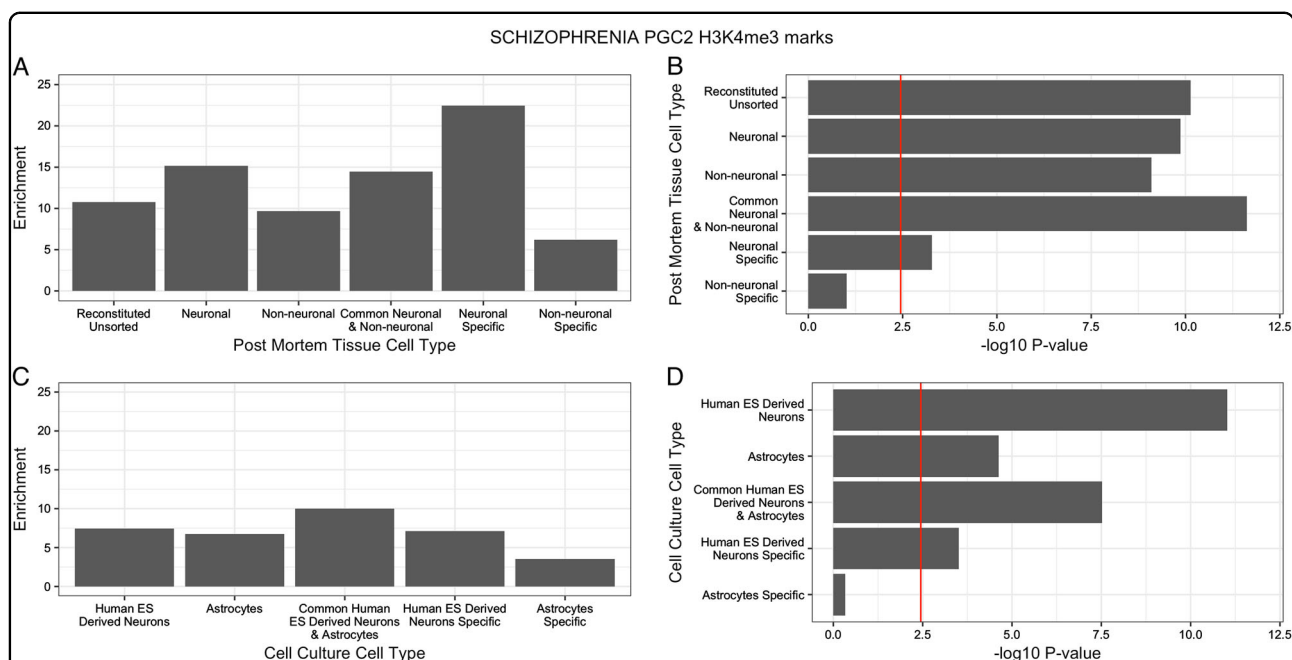 SCHIZOPHRENIA PGC2 H3K4me3 marks
A
Enrichment
25
20
15
10
5
0
Reconstituted
Unsorted
Neuronal
Non-neuronal
Common Neuronal
& Non-neuronal
Neuronal
Specific
Non-neuronal
Specific
Post Mortem Tissue Cell Type
B
Post Mortem Tissue Cell Type
Reconstituted
Unsorted
Neuronal
Non-neuronal
Common
Neuronal
& Non-neuronal
Neuronal
Specific
Non-neuronal
Specific
0.0 2.5 5.0 7.5 10.0 12.5
-log10 P-value
C
Enrichment
25
20
15
10
5
0
Human ES
Derived Neurons
Astrocytes
Common Human
ES Derived Neurons
& Astrocytes
Human ES Derived
Neurons Specific
Astrocytes
Specific
Cell Culture Cell Type
D
Cell Culture Cell Type
Human ES Derived
Neurons
Astrocytes
Common Human ES
Derived Neurons
& Astrocytes
Human ES Derived
Neurons Specific
Astrocytes Specific
0.0 2.5 5.0 7.5 10.0 12.5
-log10 P-value